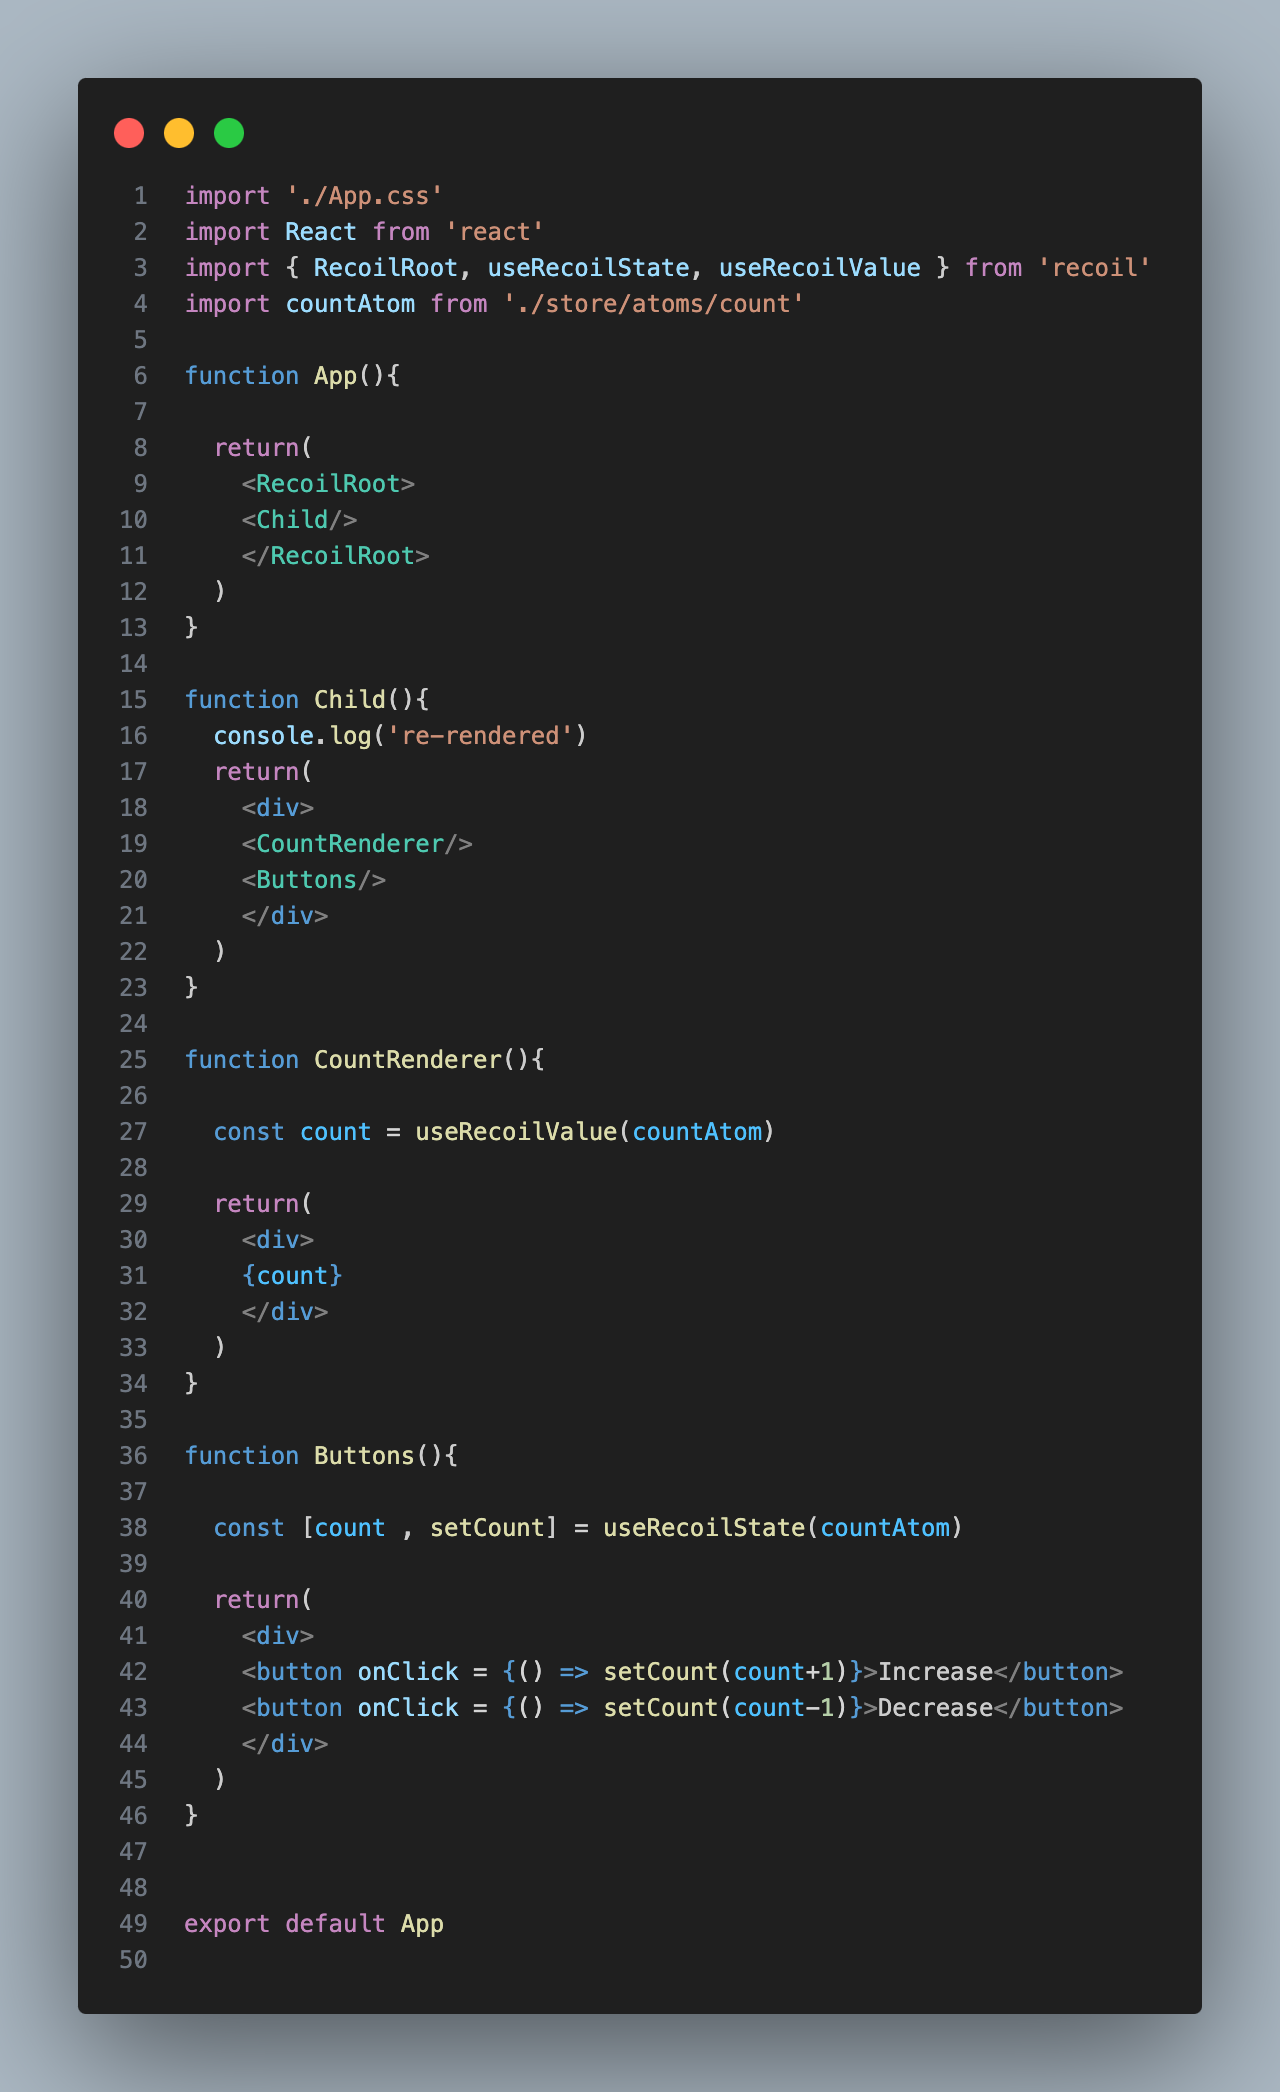 1 import './App.css'
2 import React from 'react'
3 import { RecoilRoot, useRecoilState, useRecoilValue } from 'recoil'
4 import countAtom from './store/atoms/count'
5
6 function App(){
7
8   return(
9     <RecoilRoot>
10     <Child/>
11     </RecoilRoot>
12   )
13 }
14
15 function Child(){
16   console.log('re-rendered')
17   return(
18     <div>
19     <CountRenderer/>
20     <Buttons/>
21     </div>
22   )
23 }
24
25 function CountRenderer(){
26
27   const count = useRecoilValue(countAtom)
28
29   return(
30     <div>
31     {count}
32     </div>
33   )
34 }
35
36 function Buttons(){
37
38   const [count , setCount] = useRecoilState(countAtom)
39
40   return(
41     <div>
42     <button onClick = {() => setCount(count+1)}>Increase</button>
43     <button onClick = {() => setCount(count-1)}>Decrease</button>
44     </div>
45   )
46 }
47
48
49 export default App
50